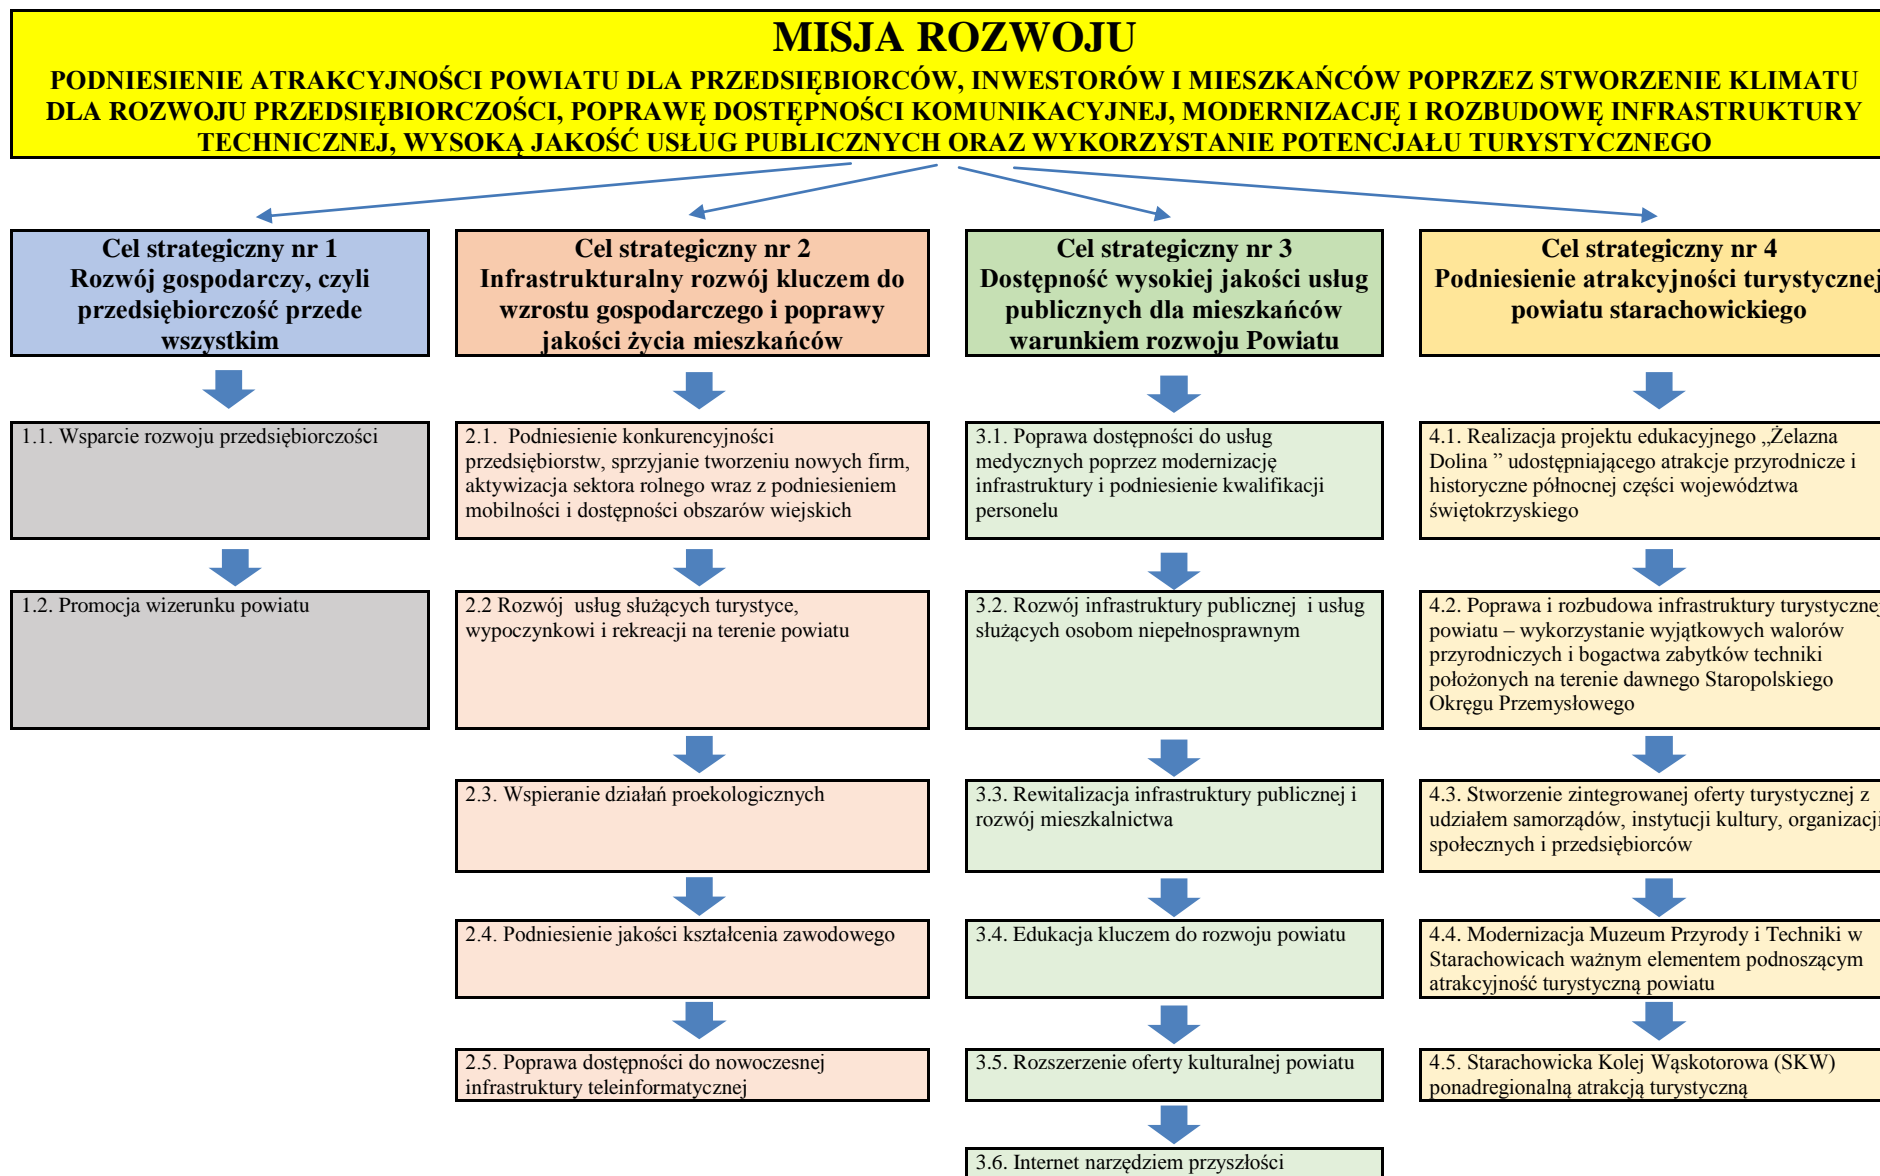 MISJA ROZWOJU
PODNIESIENIE ATRAKCYJNOŚCI POWIATU DLA PRZEDSIĘBIORCÓW, INWESTORÓW I MIESZKAŃCÓW POPRZEZ STWORZENIE KLIMATU
DLA ROZWOJU PRZEDSIĘBIORCZOŚCI, POPRAWĘ DOSTĘPNOŚCI KOMUNIKACYJNEJ, MODERNIZACJĘ I ROZBUDOWĘ INFRASTRUKTURY
TECHNICZNEJ, WYSOKĄ JAKOŚĆ USŁUG PUBLICZNYCH ORAZ WYKORZYSTANIE POTENCJAŁU TURYSTYCZNEGO
Cel strategiczny nr 1
Rozwój gospodarczy, czyli
przedsiębiorczość przede
wszystkim
1.1. Wsparcie rozwoju przedsiębiorczości
1.2. Promocja wizerunku powiatu
Cel strategiczny nr 2
Infrastrukturalny rozwój kluczem do
wzrostu gospodarczego i poprawy
jakości życia mieszkańców
2.1. Podniesienie konkurencyjności
przedsiębiorstw, sprzyjanie tworzeniu nowych firm,
aktywizacja sektora rolnego wraz z podniesieniem
mobilności i dostępności obszarów wiejskich
2.2 Rozwój usług służących turystyce,
wypoczynkowi i rekreacji na terenie powiatu
2.3. Wspieranie działań proekologicznych
2.4. Podniesienie jakości kształcenia zawodowego
2.5. Poprawa dostępności do nowoczesnej
infrastruktury teleinformatycznej
Cel strategiczny nr 3
Dostępność wysokiej jakości usług
publicznych dla mieszkańców
warunkiem rozwoju Powiatu
3.1. Poprawa dostępności do usług
medycznych poprzez modernizację
infrastruktury i podniesienie kwalifikacji
personelu
3.2. Rozwój infrastruktury publicznej i usług
służących osobom niepełnosprawnym
3.3. Rewitalizacja infrastruktury publicznej i
rozwój mieszkalnictwa
3.4. Edukacja kluczem do rozwoju powiatu
3.5. Rozszerzenie oferty kulturalnej powiatu
3.6. Internet narzędziem przyszłości
Cel strategiczny nr 4
Podniesienie atrakcyjności turystycznej
powiatu starachowickiego
4.1. Realizacja projektu edukacyjnego „Żelazna
Dolina ” udostępniającego atrakcje przyrodnicze i
historyczne północnej części województwa
świętokrzyskiego
4.2. Poprawa i rozbudowa infrastruktury turystycznej
powiatu – wykorzystanie wyjątkowych walorów
przyrodniczych i bogactwa zabytków techniki
położonych na terenie dawnego Staropolskiego
Okręgu Przemysłowego
4.3. Stworzenie zintegrowanej oferty turystycznej z
udziałem samorządów, instytucji kultury, organizacji
społecznych i przedsiębiorców
4.4. Modernizacja Muzeum Przyrody i Techniki w
Starachowicach ważnym elementem podnoszącym
atrakcyjność turystyczną powiatu
4.5. Starachowicka Kolej Wąskotorowa (SKW)
ponadregionalną atrakcją turystyczną